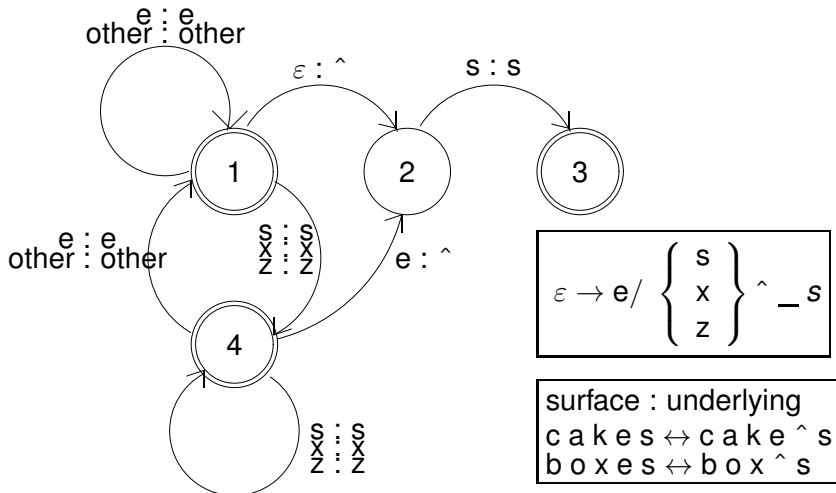 e : e
other : other
ε : ˆ
s : s
1
2
3
e : e
other : other
s : s
x : x
z : z
e : ˆ
4
s : s
x : x
z : z
ε → e/ { s x z } ˆ _ s
surface : underlying
c a k e s ↔ c a k e ˆ s
b o x e s ↔ b o x ˆ s